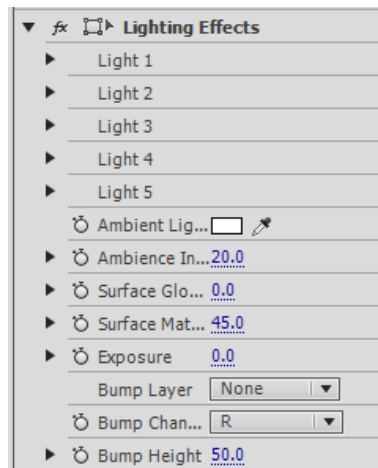 fx Lighting Effects
Light 1
Light 2
Light 3
Light 4
Light 5
Ambient Lig...
Ambience In... 20.0
Surface Glo... 0.0
Surface Mat... 45.0
Exposure 0.0
Bump Layer None
Bump Chan... R
Bump Height 50.0